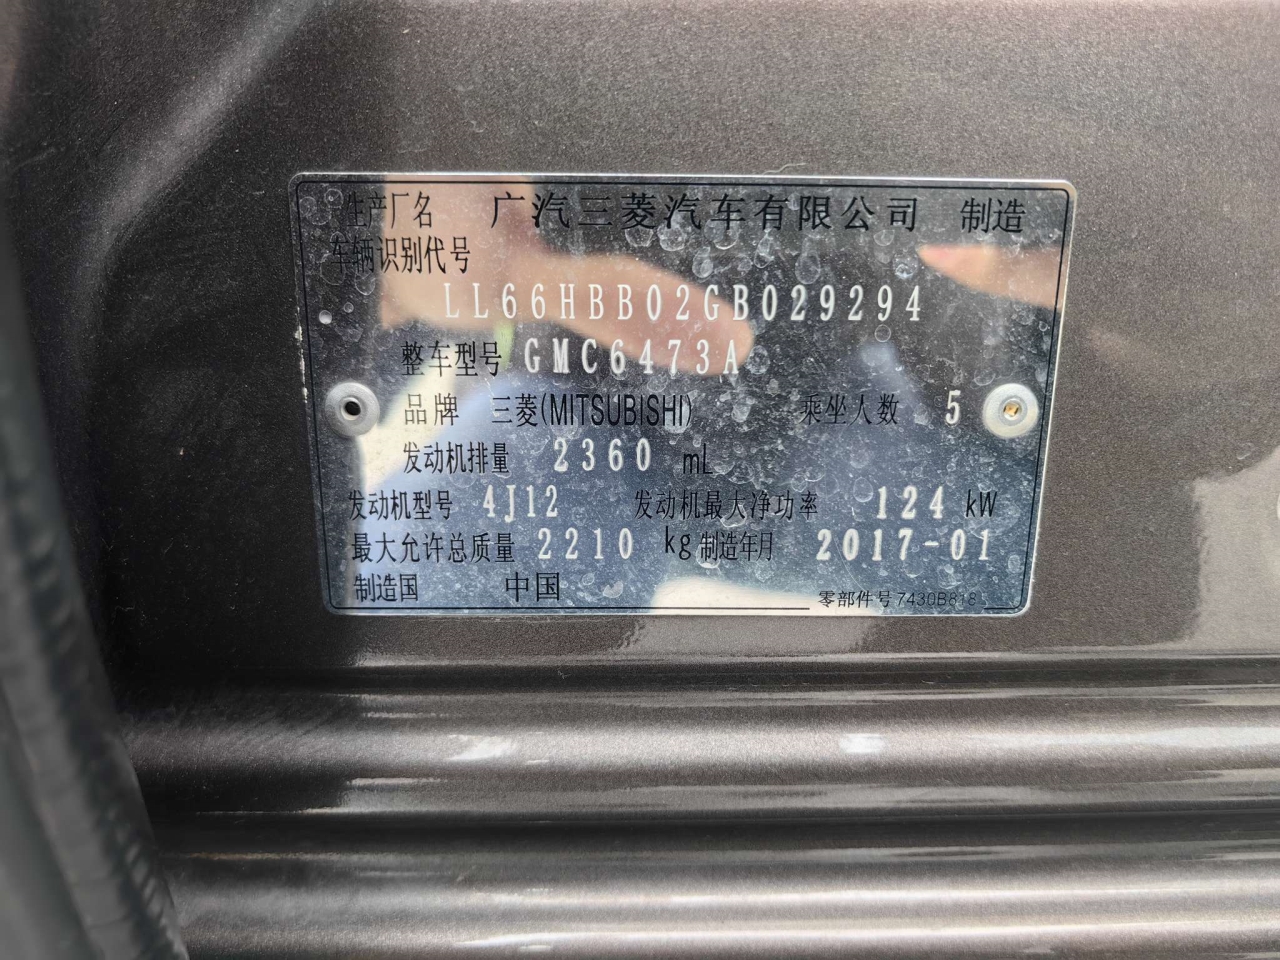 生产厂名 广汽三菱汽车有限公司 制造
车辆识别代号
LL66HBB02GB029294
整车型号 GMC6473A
品牌 三菱(MITSUBISHI) 乘坐人数 5
发动机排量 2360 mL
发动机型号 4J12 发动机最大净功率 124 kW
最大允许总质量 2210 kg 制造年月 2017-01
制造国 中国
零部件号 7430B818